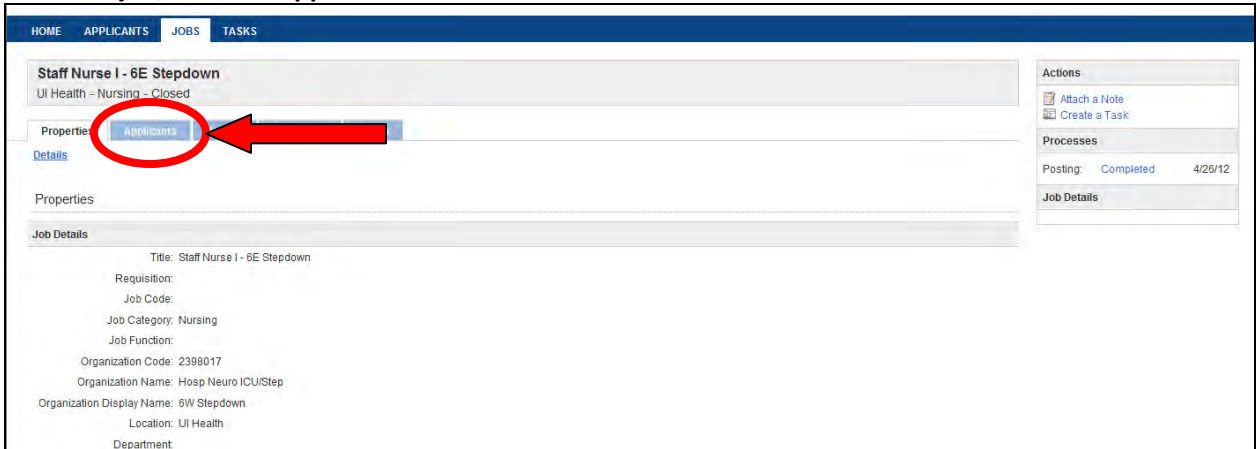 HOME APPLICANTS JOBS TASKS
Staff Nurse I - 6E Stepdown
UI Health - Nursing - Closed
Properties Applicants
Details
Properties
Job Details
Title: Staff Nurse I - 6E Stepdown
Requisition:
Job Code:
Job Category: Nursing
Job Function:
Organization Code: 2398017
Organization Name: Hosp Neuro ICU/Step
Organization Display Name: 6W Stepdown
Location: UI Health
Department:
Actions
Attach a Note
Create a Task
Processes
Posting: Completed 4/26/12
Job Details